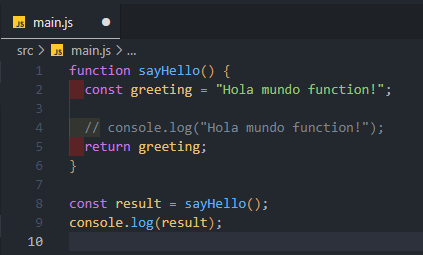 JS main.js
src > JS main.js > ...
1 function sayHello() {
2   const greeting = "Hola mundo function!";
3
4   // console.log("Hola mundo function!");
5   return greeting;
6 }
7
8 const result = sayHello();
9 console.log(result);
10